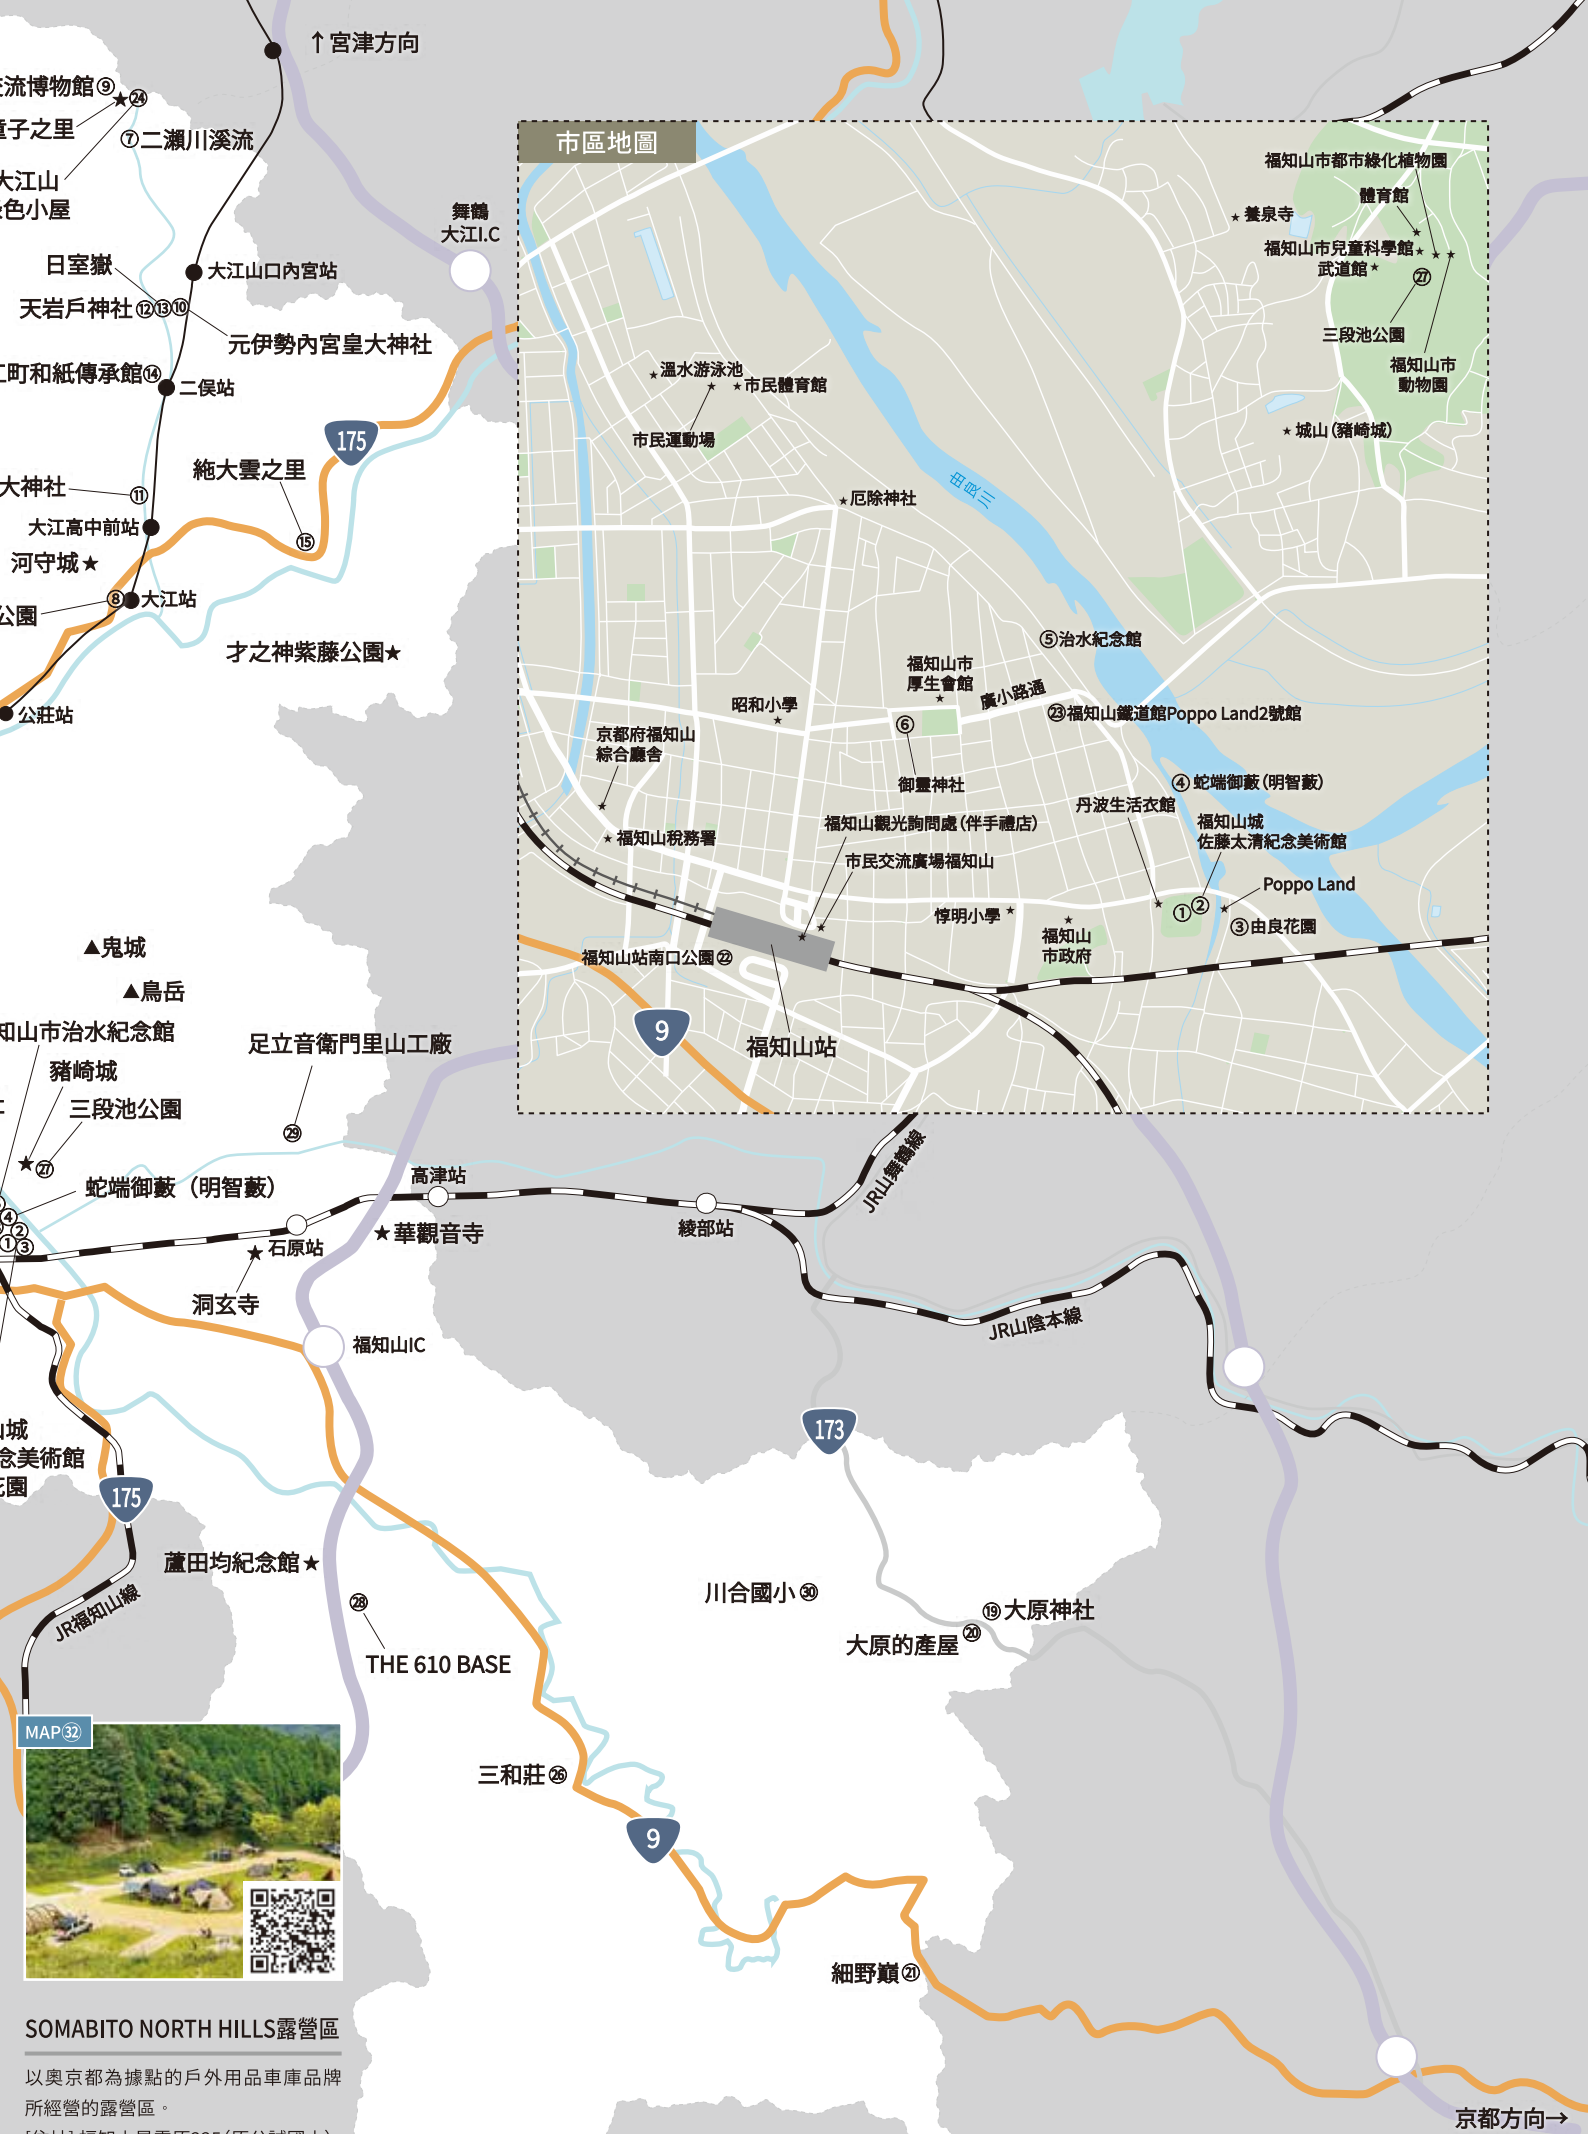 ↑宮津方向
流博物館⑨
★㉔
童子之里
⑦二瀨川溪流
大江山
色小屋
舞鶴
大江I.C
日室嶽
大江山口內宮站
天岩戶神社⑫⑬⑩
元伊勢內宮皇大神社
町和紙傳承館⑭
二俣站
175
絁大雲之里
大神社
⑪
大江高中前站
⑮
河守城★
公園
⑧
大江站
才之神紫藤公園★
公莊站
市區地圖
福知山市都市綠化植物園
體育館
★養泉寺
福知山市兒童科學館★
武道館★
㉗
三段池公園
福知山市
動物園
★溫水游泳池
★市民體育館
市民運動場
★城山(豬崎城)
★厄除神社
由良川
⑤治水紀念館
福知山市
厚生會館
★
廣小路通
昭和小學
★
㉓福知山鐵道館Poppo Land2號館
⑥
京都府福知山
綜合廳舍
御靈神社
④蛇端御藪(明智藪)
丹波生活衣館
福知山觀光詢問處(伴手禮店)
福知山城
佐藤太清紀念美術館
★福知山稅務署
市民交流廣場福知山
Poppo Land
惇明小學★
①②
③由良花園
福知山
市政府
福知山站南口公園㉒
9
福知山站
▲鬼城
▲鳥岳
知山市治水紀念館
足立音衛門里山工廠
豬崎城
三段池公園
㉙
★㉗
JR山舞鶴線
高津站
蛇端御藪(明智藪)
④
②
①③
綾部站
★華觀音寺
★石原站
洞玄寺
JR山陰本線
福知山IC
173
山城
念美術館
花園
175
蘆田均紀念館★
JR福知山線
㉘
THE 610 BASE
川合國小㉚
⑲大原神社
大原的產屋⑳
MAP㉜
三和莊㉖
9
細野巔㉑
SOMABITO NORTH HILLS露營區
以奧京都為據點的戶外用品車庫品牌
所經營的露營區。
京都方向→